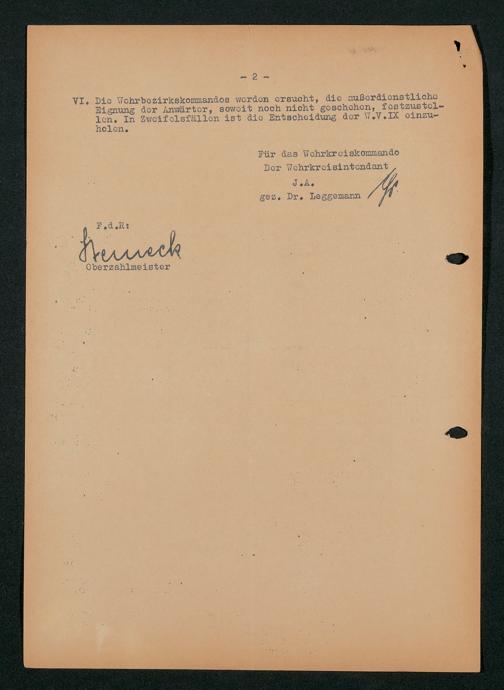 - 2 -
VI. Die Wehrbezirkskommandos werden ersucht, die außerdienstliche
Eignung der Anwärter, soweit noch nicht geschehen, festzustel-
len. In Zweifelsfällen ist die Entscheidung der W.V.IX einzu-
holen.
Für das Wehrkreiskommando
Der Wehrkreisintendant
J.A.
gez. Dr. Leggemann
F.d.R:
Oberzahlmeister